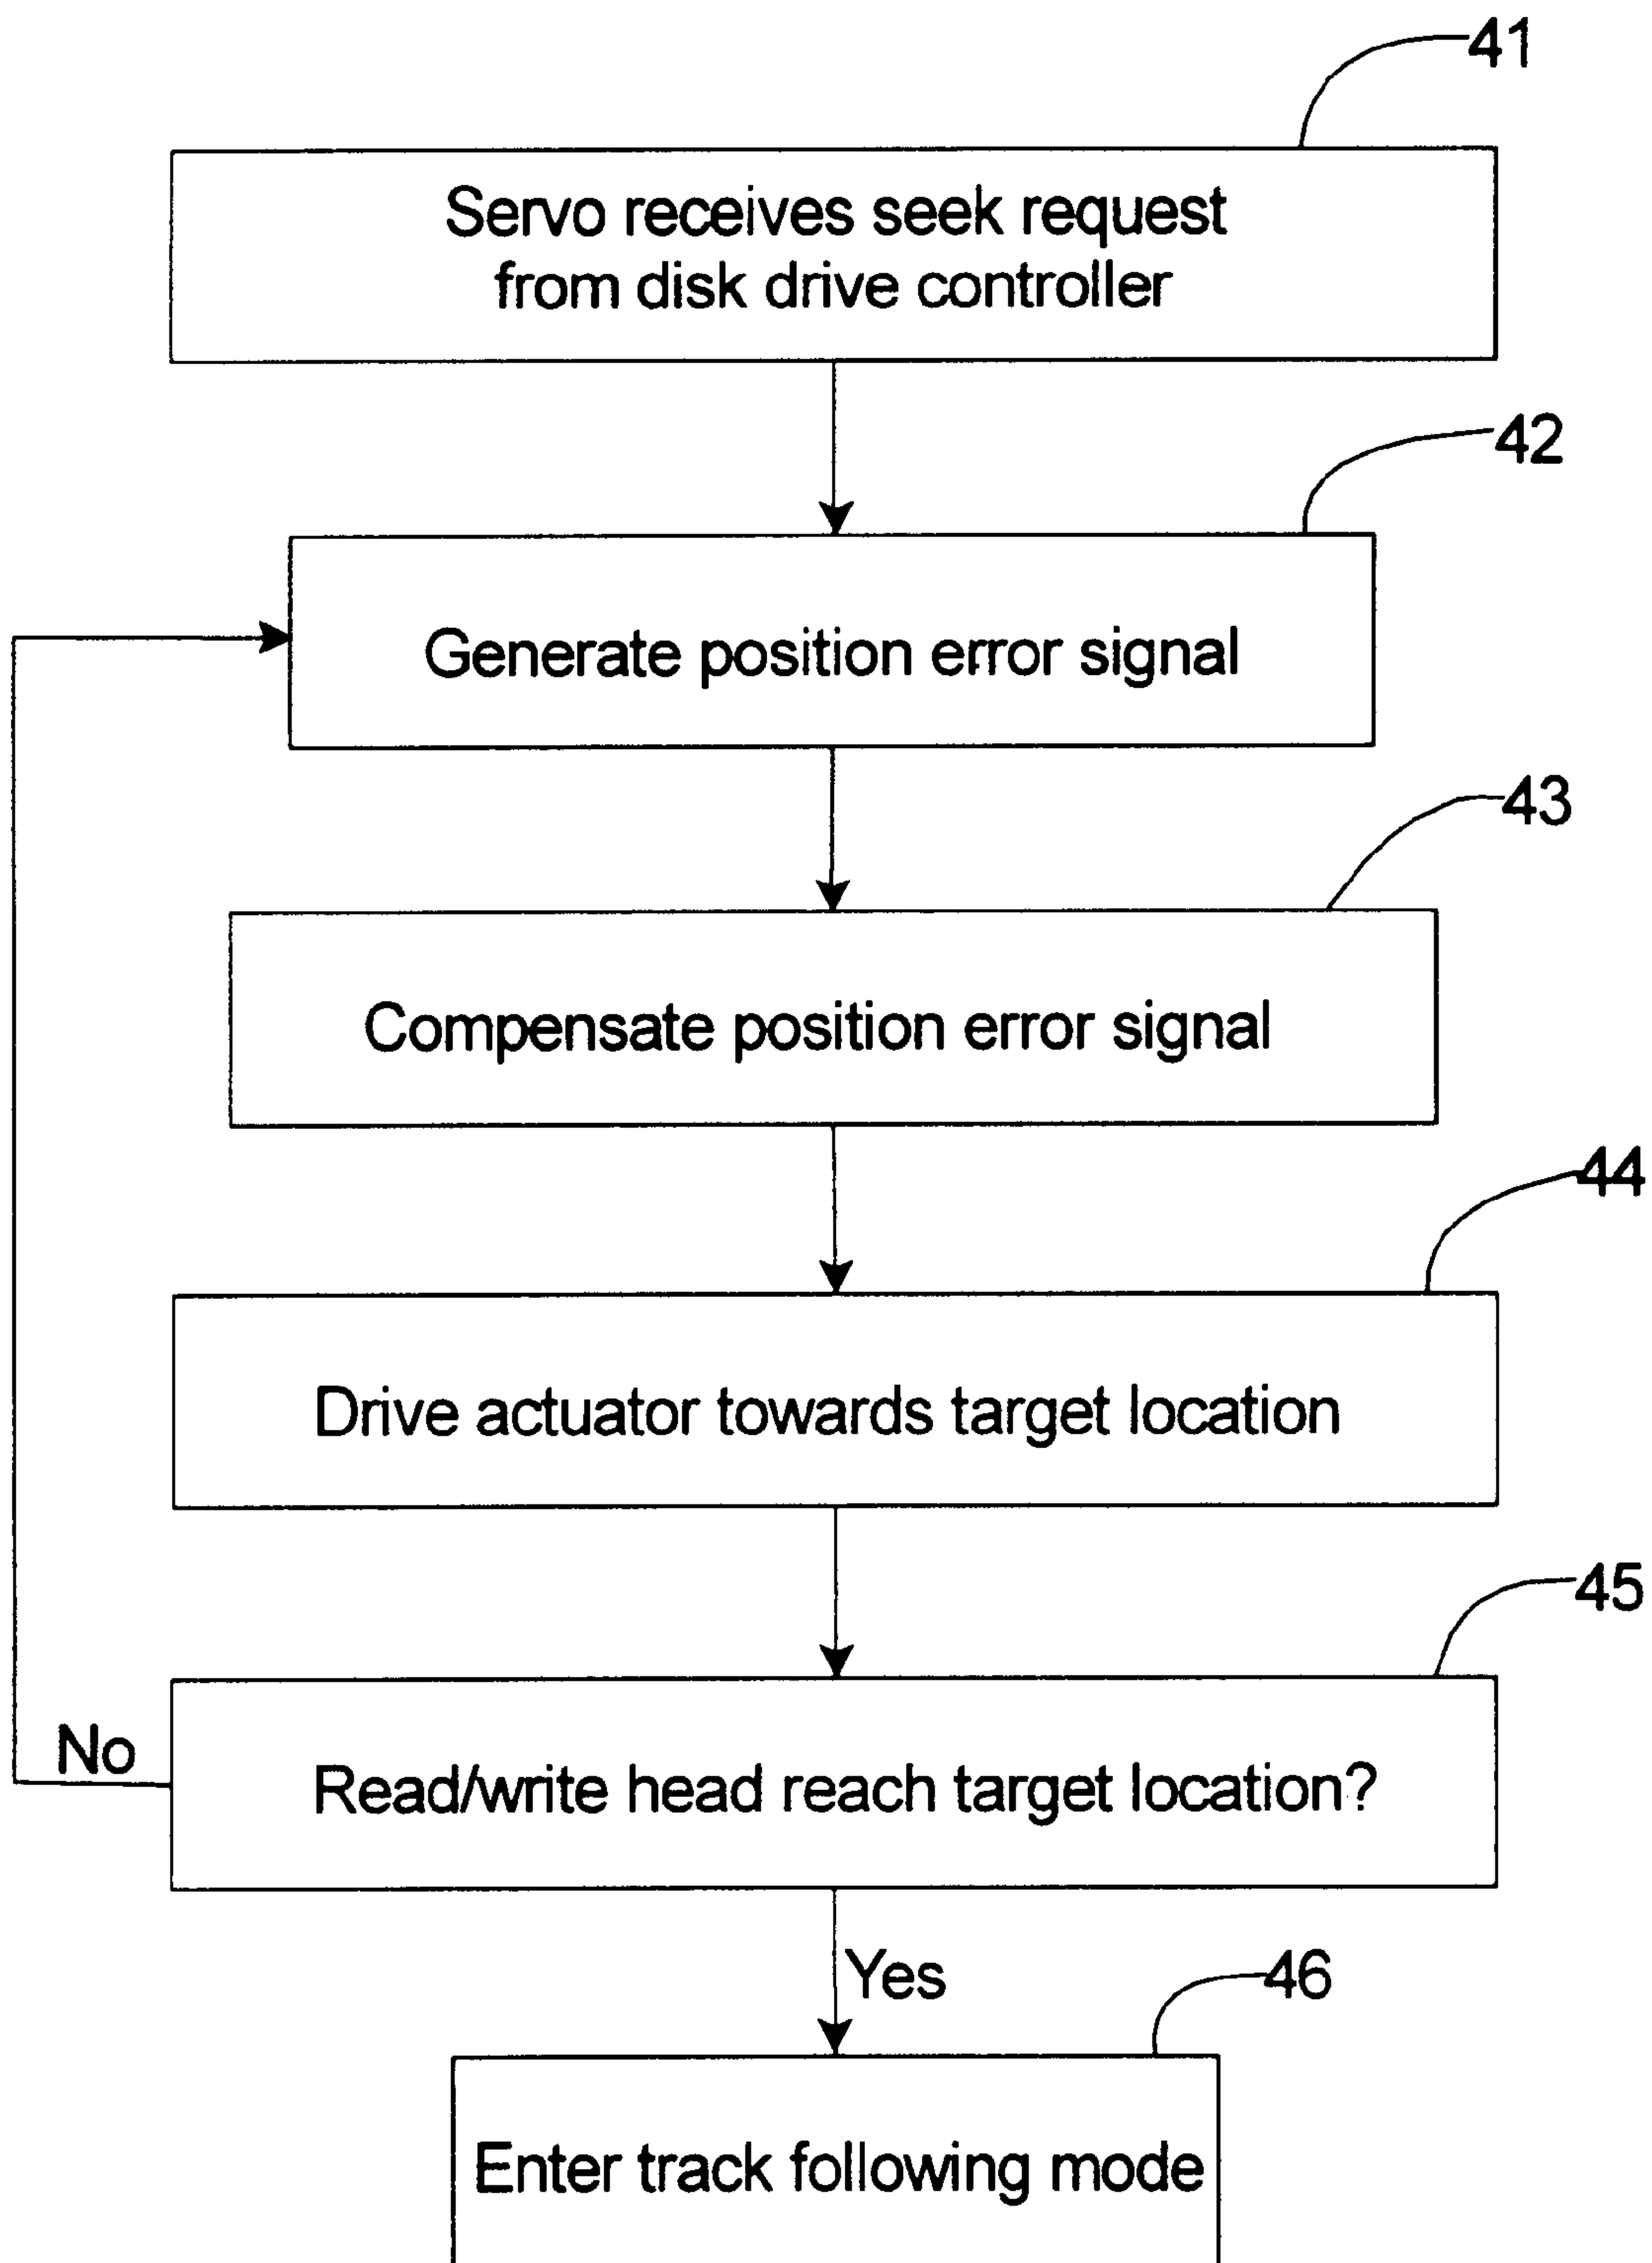 41
Servo receives seek request
from disk drive controller
42
Generate position error signal
43
Compensate position error signal
44
Drive actuator towards target location
45
No
Read/write head reach target location?
Yes
46
Enter track following mode